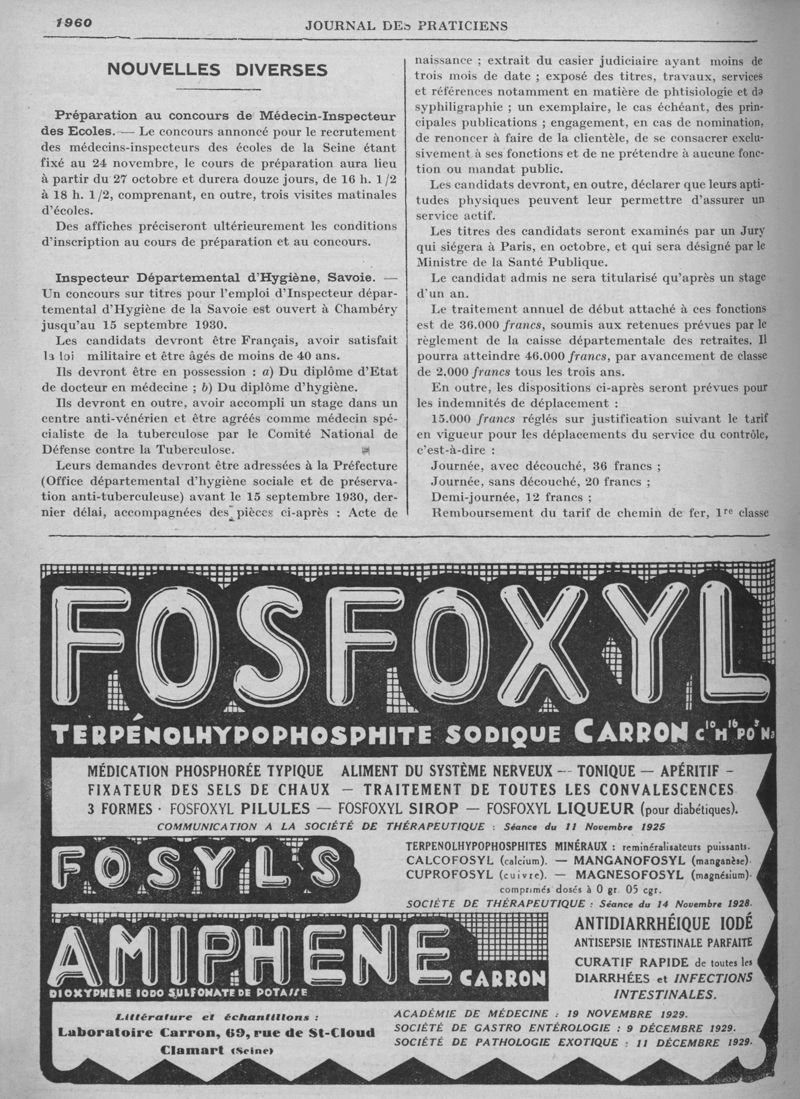 1960
JOURNAL DES PRATICIENS
NOUVELLES DIVERSES
Préparation au concours de Médecin-Inspecteur
des Ecoles. — Le concours annoncé pour le recrutement
des médecins-inspecteurs des écoles de la Seine étant
fixé au 24 novembre, le cours de préparation aura lieu
à partir du 27 octobre et durera douze jours, de 16 h. 1/2
à 18 h. 1/2, comprenant, en outre, trois visites matinales
d'écoles.
Des affiches préciseront ultérieurement les conditions
d'inscription au cours de préparation et au concours.
Inspecteur Départemental d'Hygiène, Savoie. —
Un concours sur titres pour l'emploi d'Inspecteur dépar-
temental d'Hygiène de la Savoie est ouvert à Chambéry
jusqu'au 15 septembre 1930.
Les candidats devront être Français, avoir satisfait
la loi militaire et être âgés de moins de 40 ans.
Ils devront être en possession : a) Du diplôme d'Etat
de docteur en médecine ; b) Du diplôme d'hygiène.
Ils devront en outre, avoir accompli un stage dans un
centre anti-vénérien et être agréés comme médecin spé-
cialiste de la tuberculose par le Comité National de
Défense contre la Tuberculose.
Leurs demandes devront être adressées à la Préfecture
(Office départemental d'hygiène sociale et de préserva-
tion anti-tuberculeuse) avant le 15 septembre 1930, der-
nier délai, accompagnées des pièces ci-après : Acte de
naissance ; extrait du casier judiciaire ayant moins de
trois mois de date ; exposé des titres, travaux, services
et références notamment en matière de phtisiologie et de
syphiligraphie ; un exemplaire, le cas échéant, des prin-
cipales publications ; engagement, en cas de nomination,
de renoncer à faire de la clientèle, de se consacrer exclu-
sivement à ses fonctions et de ne prétendre à aucune fonc-
tion ou mandat public.
Les candidats devront, en outre, déclarer que leurs apti-
tudes physiques peuvent leur permettre d'assurer un
service actif.
Les titres des candidats seront examinés par un Jury
qui siégera à Paris, en octobre, et qui sera désigné par le
Ministre de la Santé Publique.
Le candidat admis ne sera titularisé qu'après un stage
d'un an.
Le traitement annuel de début attaché à ces fonctions
est de 36.000 francs, soumis aux retenues prévues par le
règlement de la caisse départementale des retraites. Il
pourra atteindre 46.000 francs, par avancement de classe
de 2.000 francs tous les trois ans.
En outre, les dispositions ci-après seront prévues pour
les indemnités de déplacement :
15.000 francs réglés sur justification suivant le tarif
en vigueur pour les déplacements du service du contrôle,
c'est-à-dire :
Journée, avec découché, 36 francs ;
Journée, sans découché, 20 francs ;
Demi-journée, 12 francs ;
Remboursement du tarif de chemin de fer, 1re classe
FOSFOXYL
TERPÉNOLHYPOPHOSPHITE SODIQUE CARRON C10H16PO3Na
MÉDICATION PHOSPHORÉE TYPIQUE ALIMENT DU SYSTÈME NERVEUX — TONIQUE — APÉRITIF —
FIXATEUR DES SELS DE CHAUX — TRAITEMENT DE TOUTES LES CONVALESCENCES
3 FORMES · FOSFOXYL PILULES — FOSFOXYL SIROP — FOSFOXYL LIQUEUR (pour diabétiques).
COMMUNICATION A LA SOCIÉTÉ DE THÉRAPEUTIQUE : Séance du 11 Novembre 1925
FOSYLS
TERPENOLHYPOPHOSPHITES MINÉRAUX : reminéralisateurs puissants.
CALCOFOSYL (calcium). — MANGANOFOSYL (manganèse).
CUPROFOSYL (cuivre). — MAGNESOFOSYL (magnésium).
comprimés dosés à 0 gr. 05 cgr.
SOCIÉTE DE THÉRAPEUTIQUE : Séance du 14 Novembre 1928.
AMIPHENE
CARRON
DIOXYPHÈNE IODO SULFONATE DE POTASSE
ANTIDIARRHÉIQUE IODÉ
ANTISEPSIE INTESTINALE PARFAITE
CURATIF RAPIDE de toutes les
DIARRHÉES et INFECTIONS
INTESTINALES.
Littérature et échantillons :
Laboratoire Carron, 69, rue de St-Cloud
Clamart (Seine)
ACADÉMIE DE MÉDECINE : 19 NOVEMBRE 1929.
SOCIÉTÉ DE GASTRO ENTÉROLOGIE : 9 DÉCEMBRE 1929.
SOCIÉTÉ DE PATHOLOGIE EXOTIQUE : 11 DÉCEMBRE 1929.